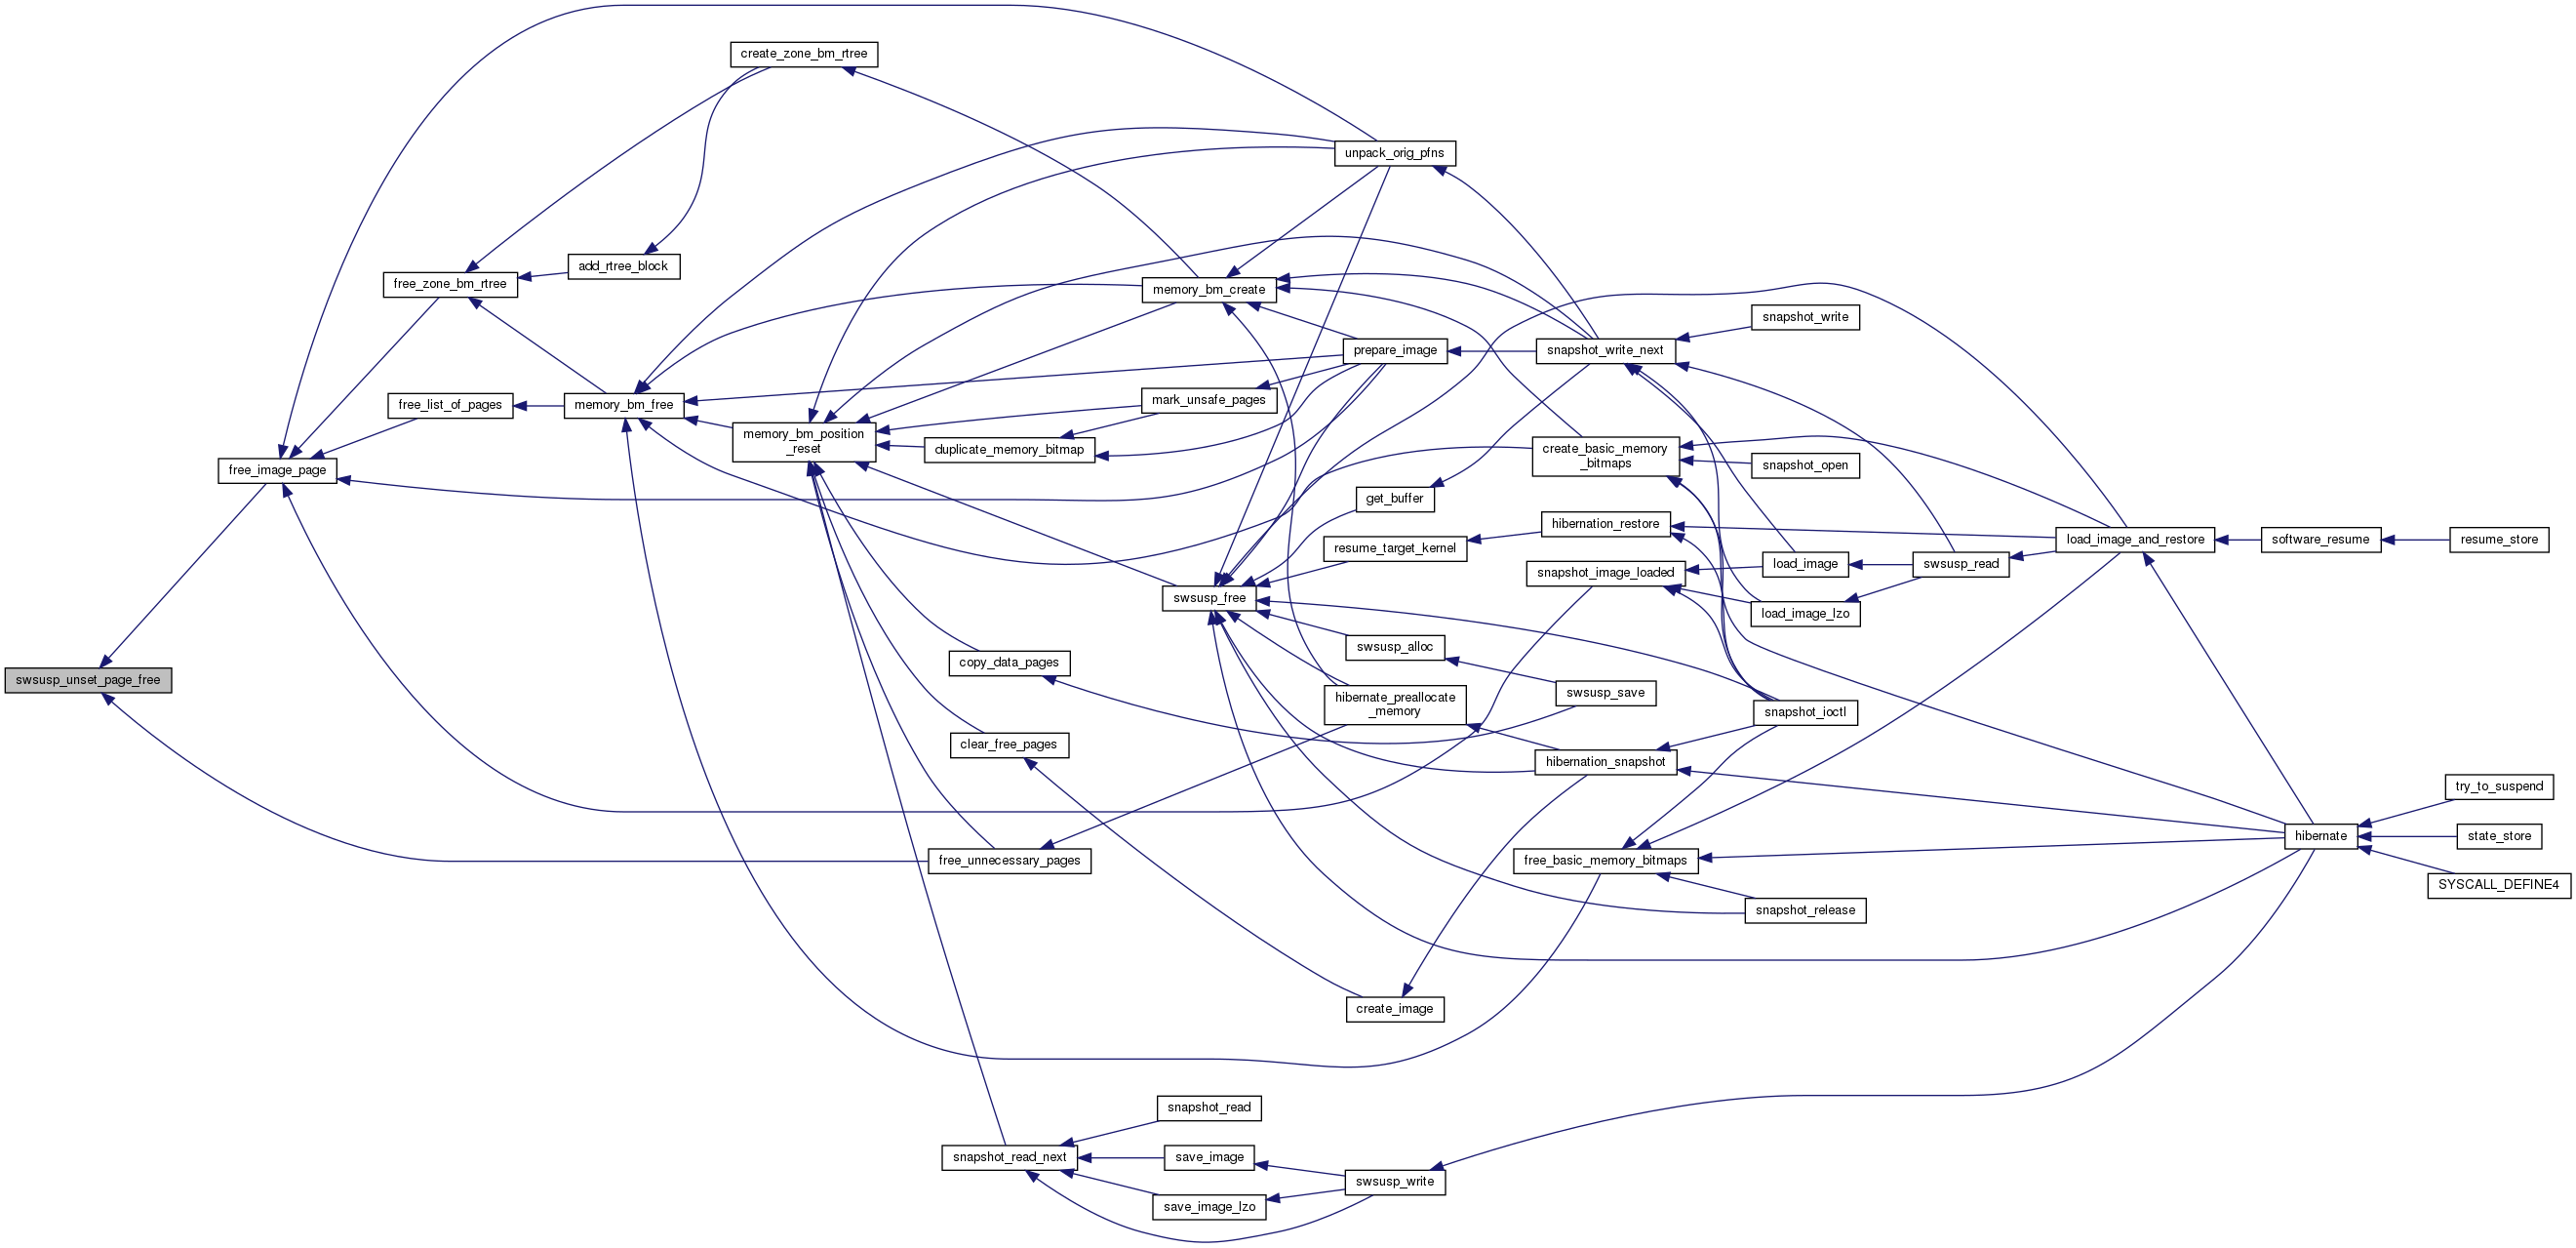 create_zone_bm_rtree
unpack_orig_pfns
add_rtree_block
free_zone_bm_rtree
memory_bm_create
snapshot_write
prepare_image
snapshot_write_next
free_list_of_pages
memory_bm_free
mark_unsafe_pages
memory_bm_position
_reset
duplicate_memory_bitmap
create_basic_memory
_bitmaps
snapshot_open
free_image_page
get_buffer
hibernation_restore
resume_target_kernel
load_image_and_restore
software_resume
resume_store
load_image
swsusp_read
snapshot_image_loaded
swsusp_free
load_image_lzo
swsusp_alloc
copy_data_pages
swsusp_unset_page_free
swsusp_save
hibernate_preallocate
_memory
snapshot_ioctl
clear_free_pages
hibernation_snapshot
try_to_suspend
hibernate
state_store
free_unnecessary_pages
free_basic_memory_bitmaps
SYSCALL_DEFINE4
snapshot_release
create_image
snapshot_read
snapshot_read_next
save_image
swsusp_write
save_image_lzo